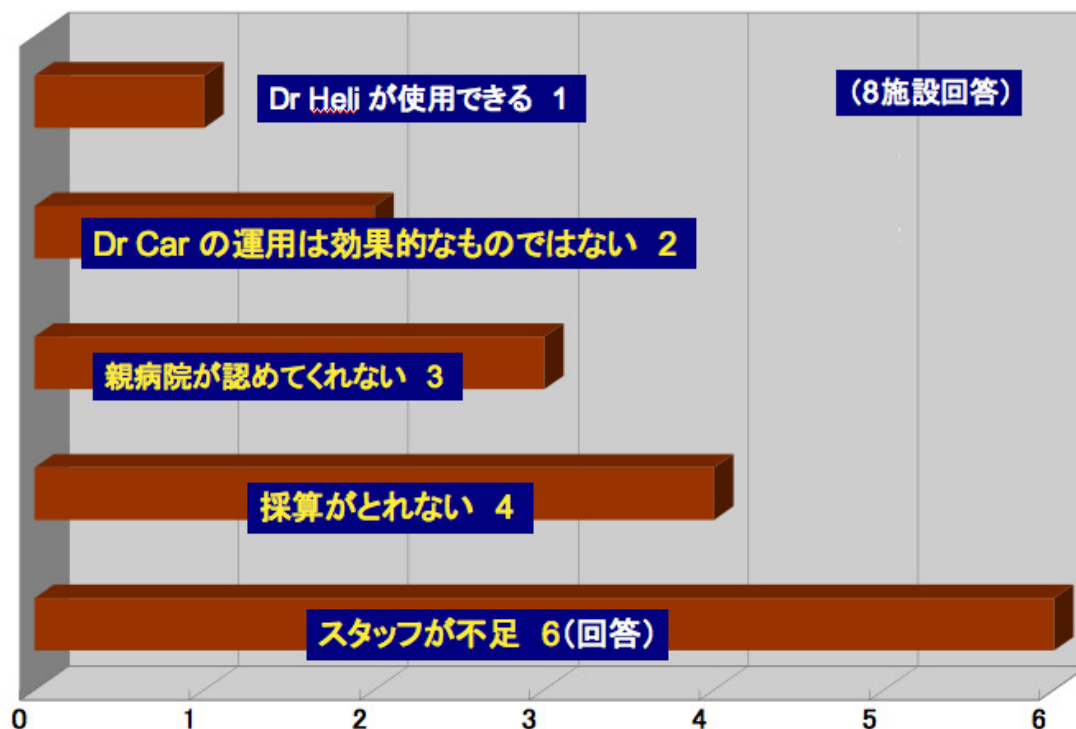 Dr Heli が使用できる 1
（8施設回答）
Dr Car の運用は効果的なものではない 2
親病院が認めてくれない 3
採算がとれない 4
スタッフが不足 6（回答）
0 1 2 3 4 5 6